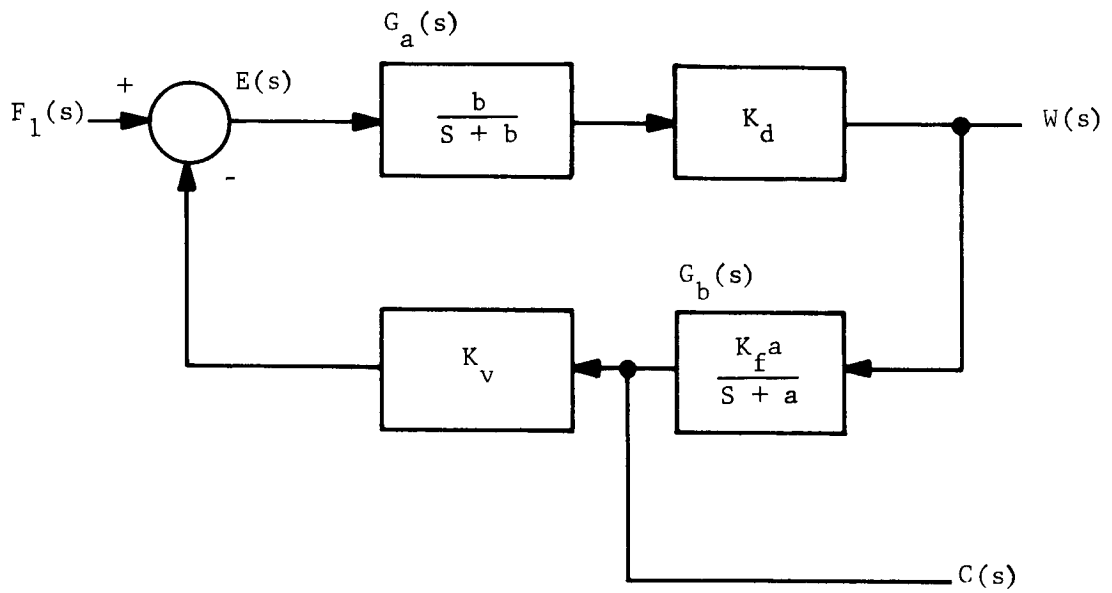 G_a(s)
+
E(s)
F_1(s)
b
S + b
K_d
W(s)
-
G_b(s)
K_v
K_f a
S + a
C(s)